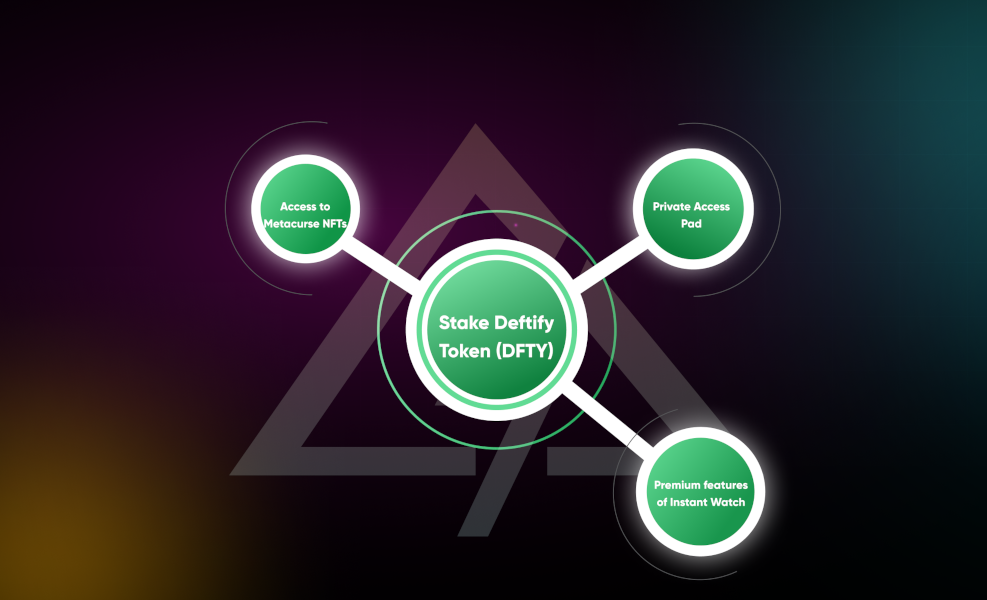 Access to
Metacurse NFTs
Private Access
Pad
Stake Deftify
Token (DFTY)
Premium features
of Instant Watch